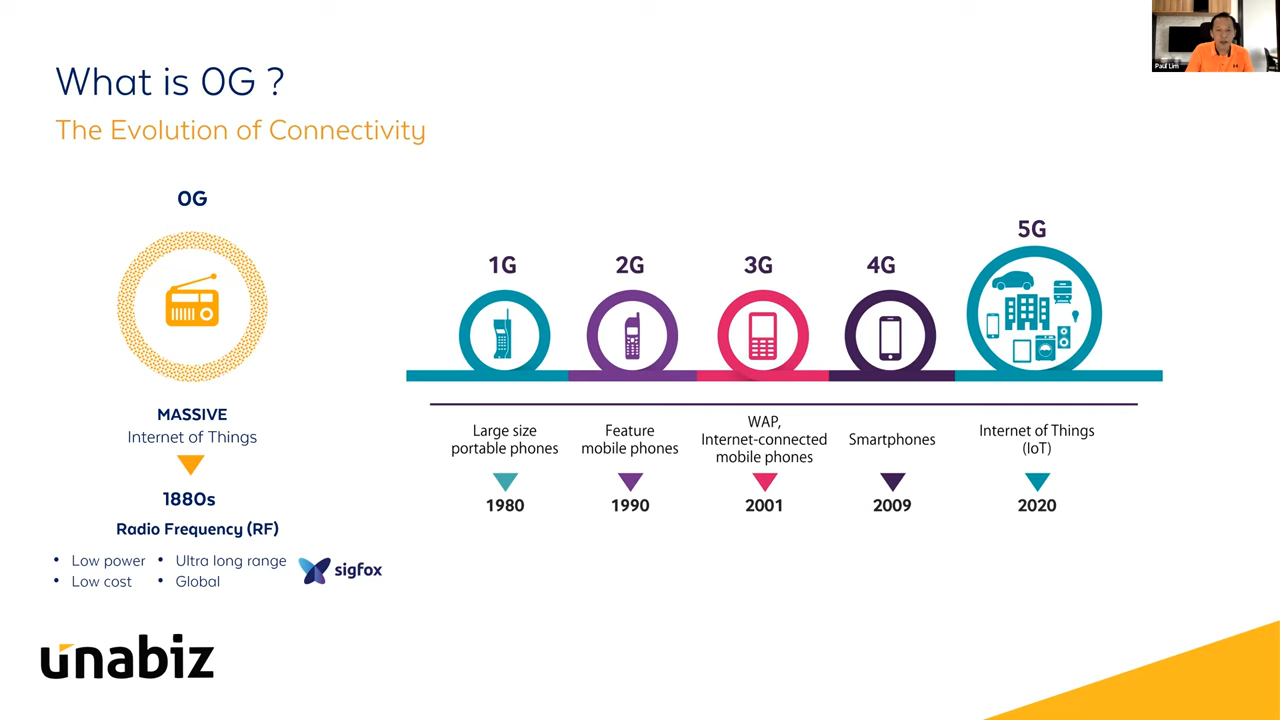 Paul Lim
What is 0G ?
The Evolution of Connectivity
0G
MASSIVE
Internet of Things
1880s
Radio Frequency (RF)
• Low power
• Ultra long range
• Low cost
• Global
sigfox
1G
2G
3G
4G
5G
Large size
portable phones
Feature
mobile phones
WAP,
Internet-connected
mobile phones
Smartphones
Internet of Things
(IoT)
1980
1990
2001
2009
2020
unabiz